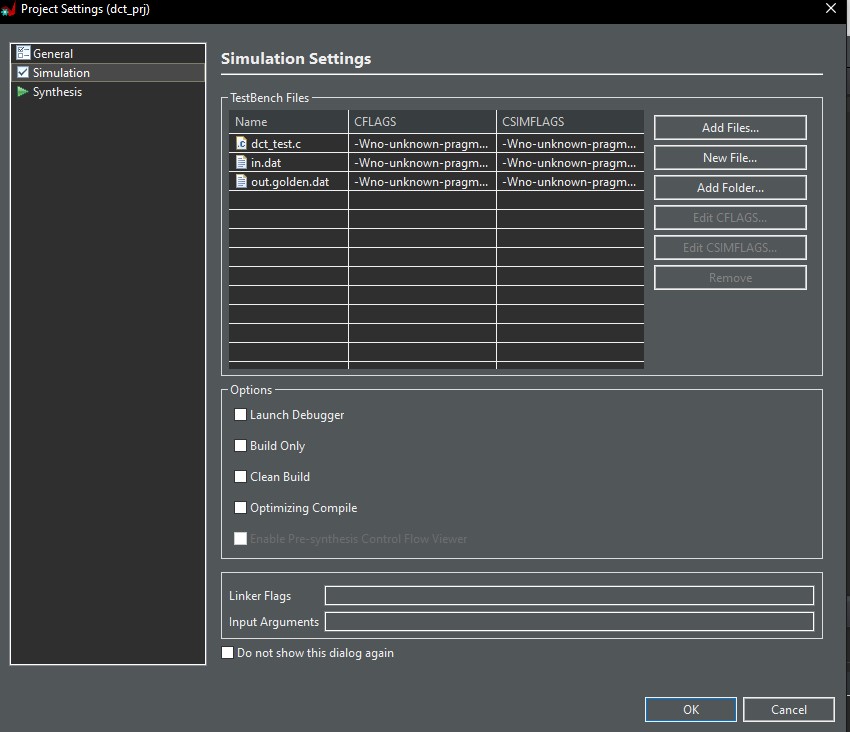 Project Settings (dct_prj)
General
Simulation
Synthesis
Simulation Settings
TestBench Files
Name CFLAGS CSIMFLAGS
dct_test.c -Wno-unknown-pragm... -Wno-unknown-pragm...
in.dat -Wno-unknown-pragm... -Wno-unknown-pragm...
out.golden.dat -Wno-unknown-pragm... -Wno-unknown-pragm...
Add Files...
New File...
Add Folder...
Edit CFLAGS...
Edit CSIMFLAGS...
Remove
Options
Launch Debugger
Build Only
Clean Build
Optimizing Compile
Enable Pre-synthesis Control Flow Viewer
Linker Flags
Input Arguments
Do not show this dialog again
OK Cancel